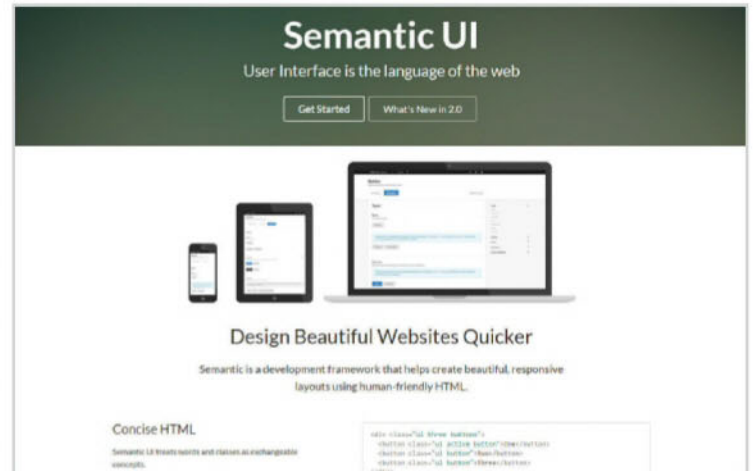 Semantic UI
User Interface is the language of the web
Get Started
What's New in 2.0
Design Beautiful Websites Quicker
Semantic is a development framework that helps create beautiful, responsive
layouts using human-friendly HTML.
Concise HTML
Semantic UI treats words and classes as exchangeable
concepts.
<div class="ui three buttons">
<button class="ui active button">One</button>
<button class="ui button">Two</button>
<button class="ui button">Three</button>